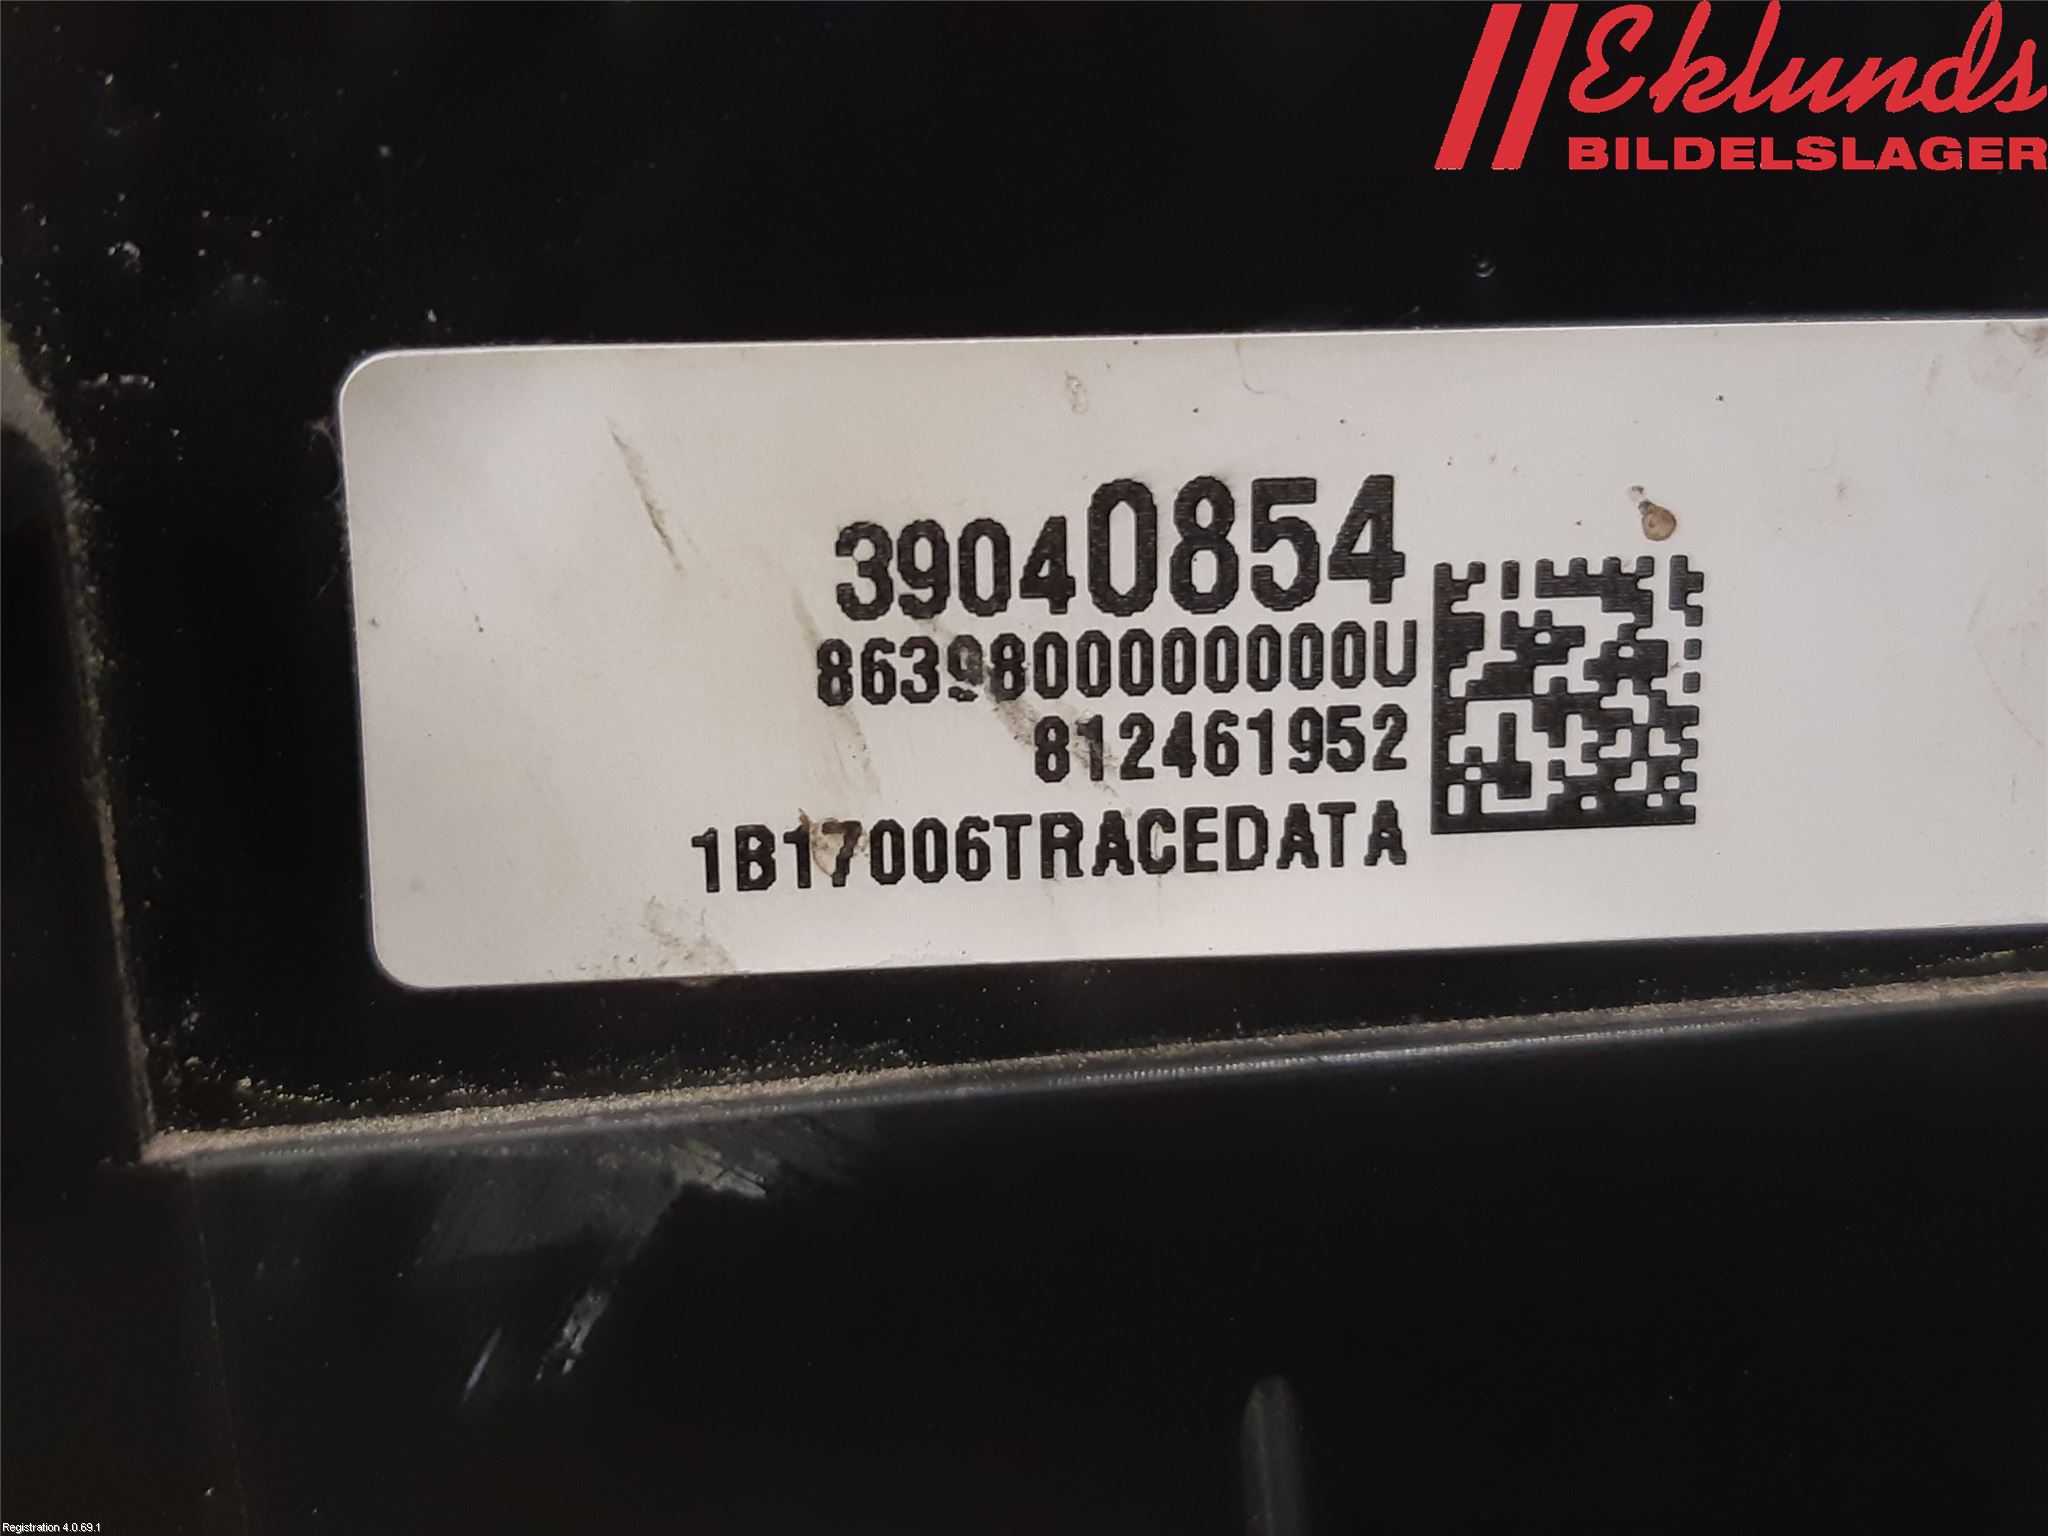 Eklunds
BILDELSLAGER
39040854
8639800000000U
812461952
1B17006TRACEDATA
Registration 4.0.69.1